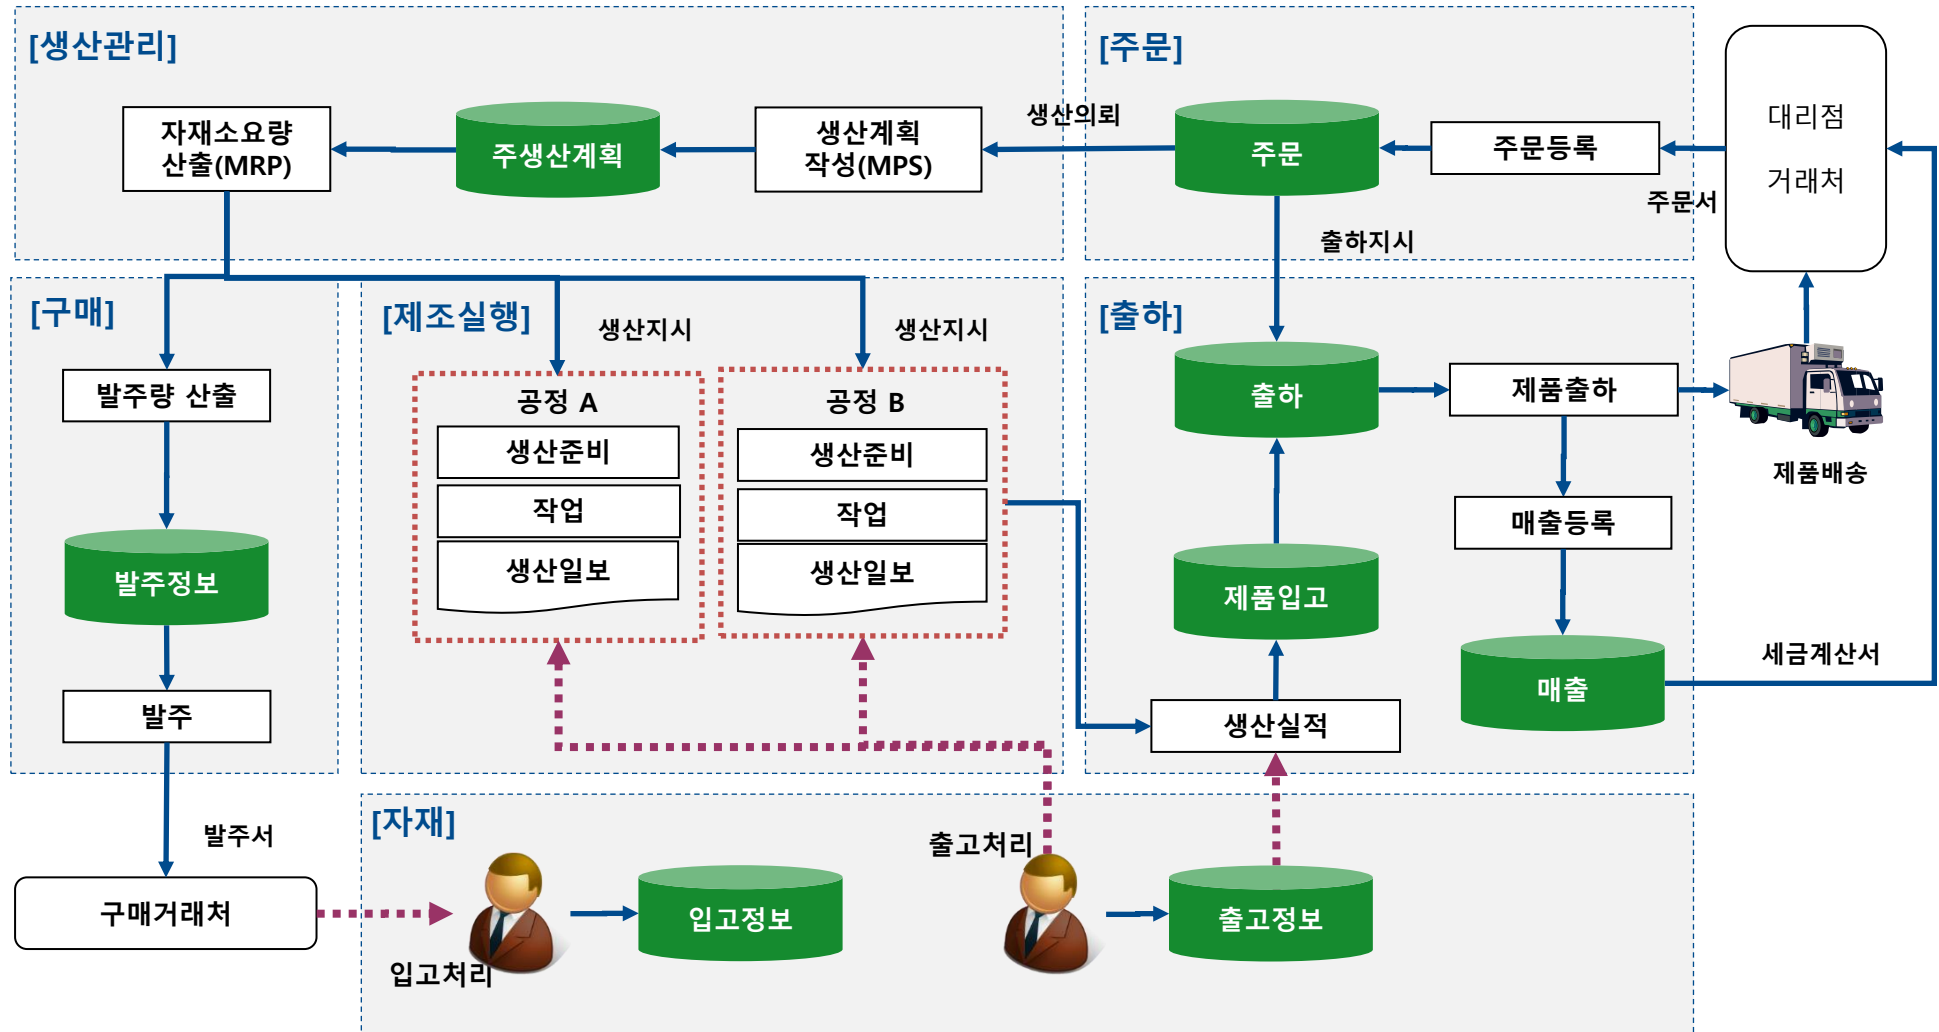 [생산관리]
자재소요량
산출(MRP)
주생산계획
생산계획
작성(MPS)
생산의뢰
[주문]
주문
주문등록
주문서
대리점
거래처
출하지시
[구매]
발주량 산출
발주정보
발주
발주서
구매거래처
[제조실행]
생산지시
생산지시
공정 A
생산준비
작업
생산일보
공정 B
생산준비
작업
생산일보
[출하]
출하
제품출하
제품배송
매출등록
제품입고
매출
세금계산서
생산실적
[자재]
입고처리
입고정보
출고처리
출고정보